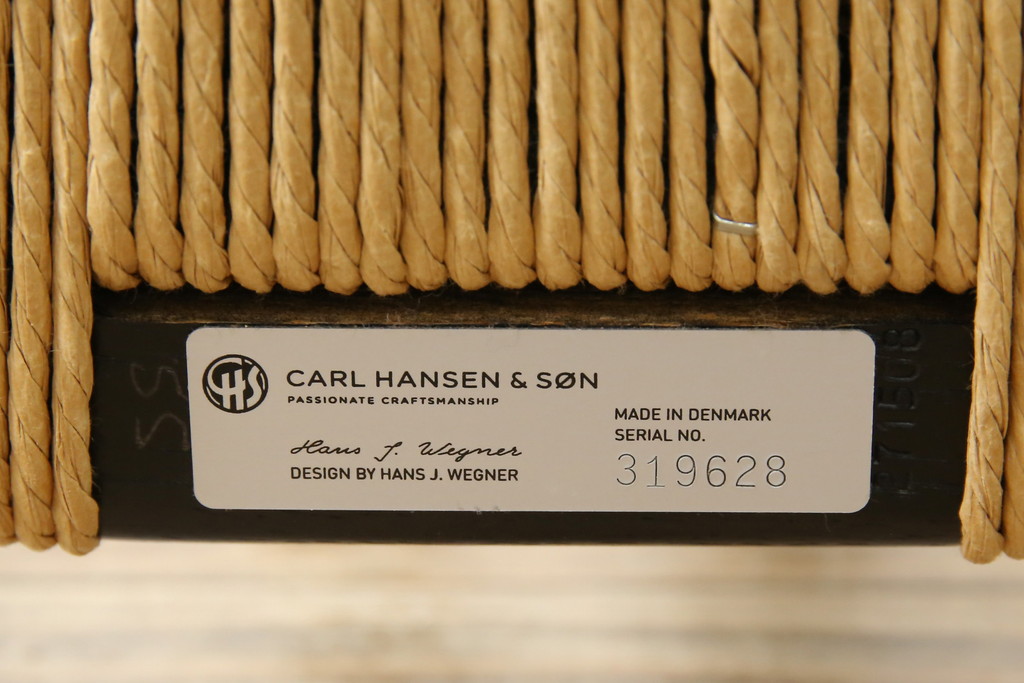 CHS
CARL HANSEN & SØN
PASSIONATE CRAFTSMANSHIP
Hans J. Wegner
DESIGN BY HANS J. WEGNER
MADE IN DENMARK
SERIAL NO.
319628